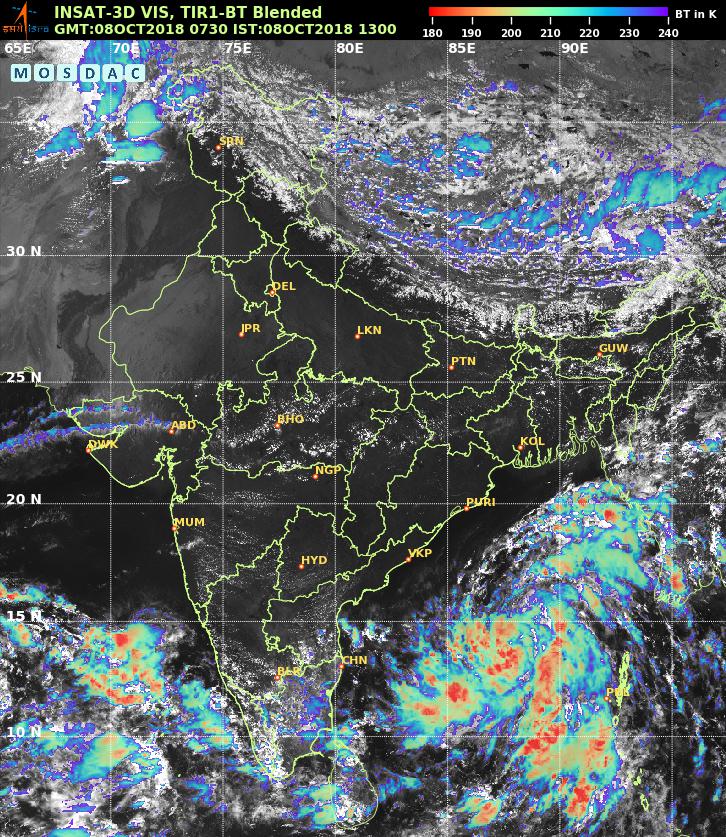 INSAT-3D VIS, TIR1-BT Blended
GMT:08OCT2018 0730 IST:08OCT2018 1300
BT in K
180 190 200 210 220 230 240
65E 70E 75E 80E 85E 90E
MOSDAC
SRN
30 N
DEL
JPR LKN
GUW
PTN
25 N
BHO
ABD
DWK KOL
NGP
20 N PURI
MUM
VKP
HYD
15 N
CHN
BLR
10 N